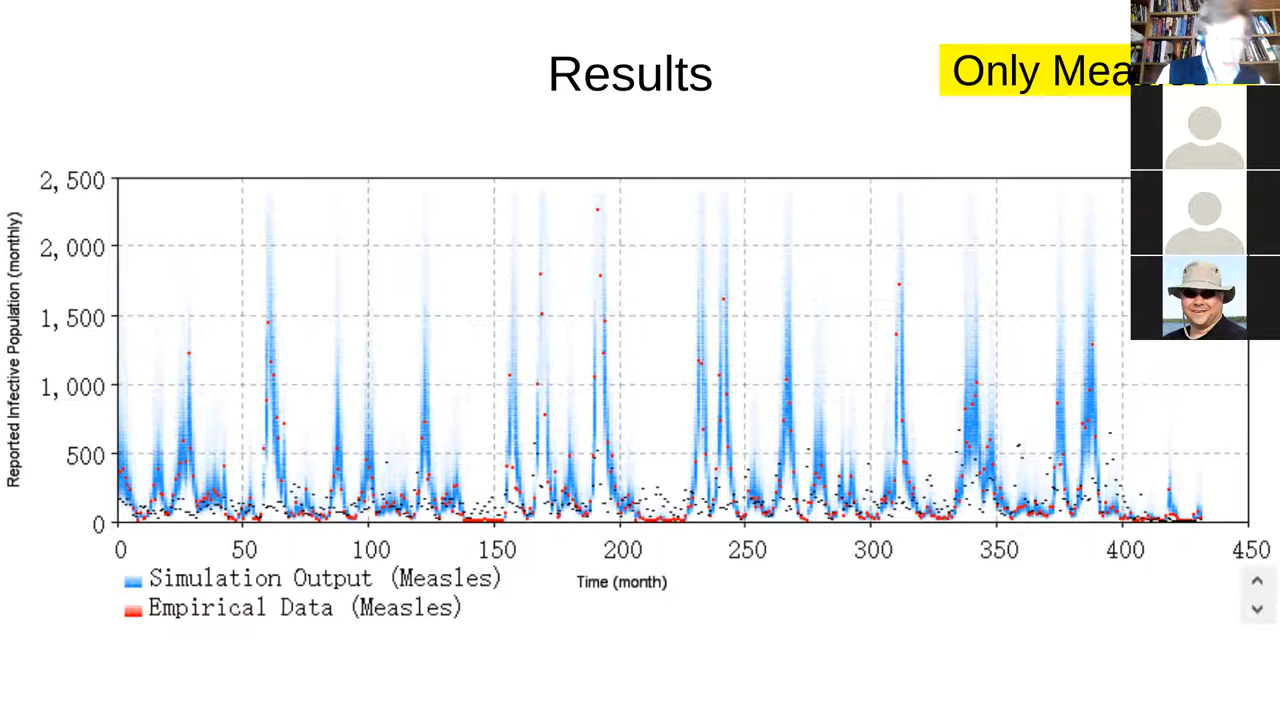 Results
Only Mea
Reported Infective Population (monthly)
2,500
2,000
1,500
1,000
500
0
0 50 100 150 200 250 300 350 400 450
Time (month)
Simulation Output (Measles)
Empirical Data (Measles)